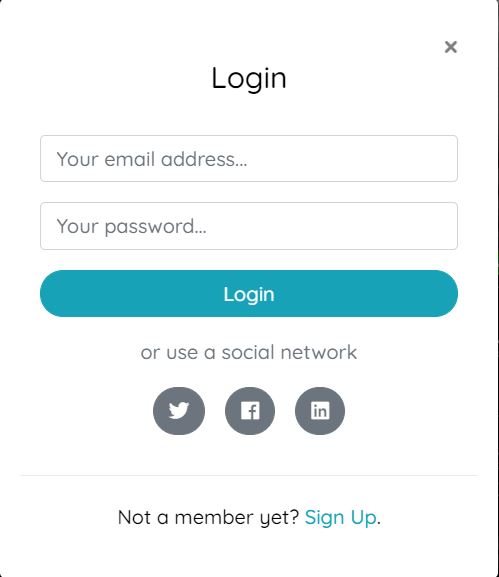 Login
Your email address...
Your password...
Login
or use a social network
Not a member yet? Sign Up.